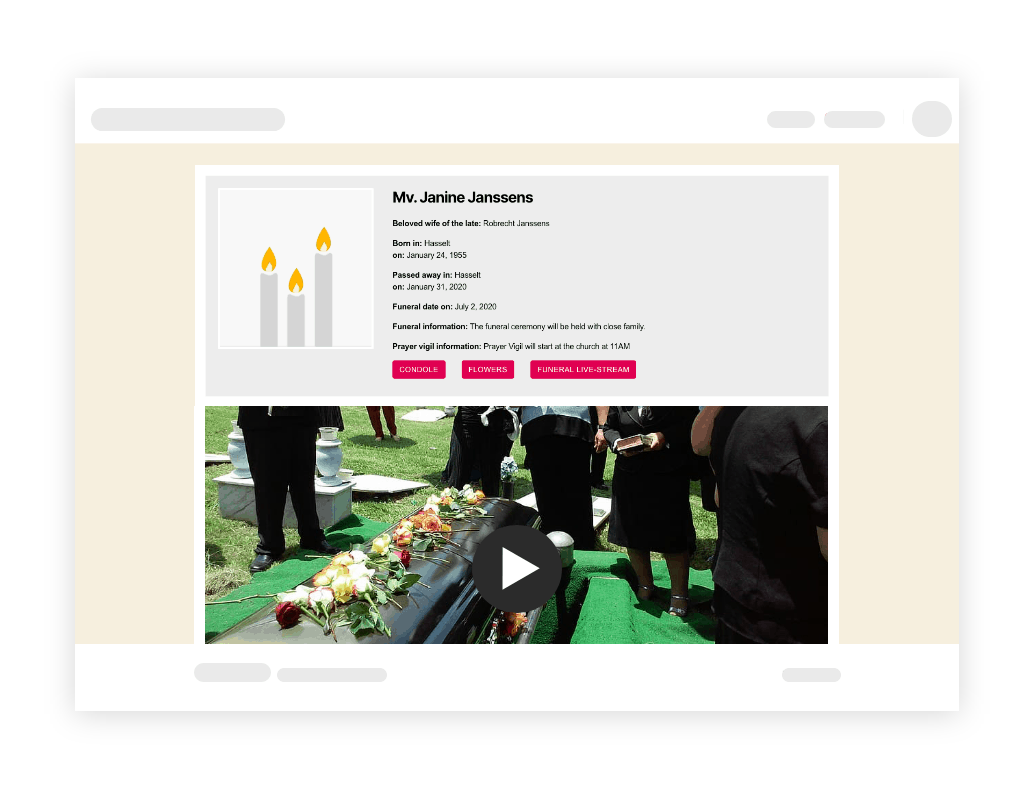 Mv. Janine Janssens
Beloved wife of the late: Robrecht Janssens
Born in: Hasselt
on: January 24, 1955
Passed away in: Hasselt
on: January 31, 2020
Funeral date on: July 2, 2020
Funeral information: The funeral ceremony will be held with close family.
Prayer vigil information: Prayer Vigil will start at the church at 11AM
CONDOLE FLOWERS FUNERAL LIVE-STREAM